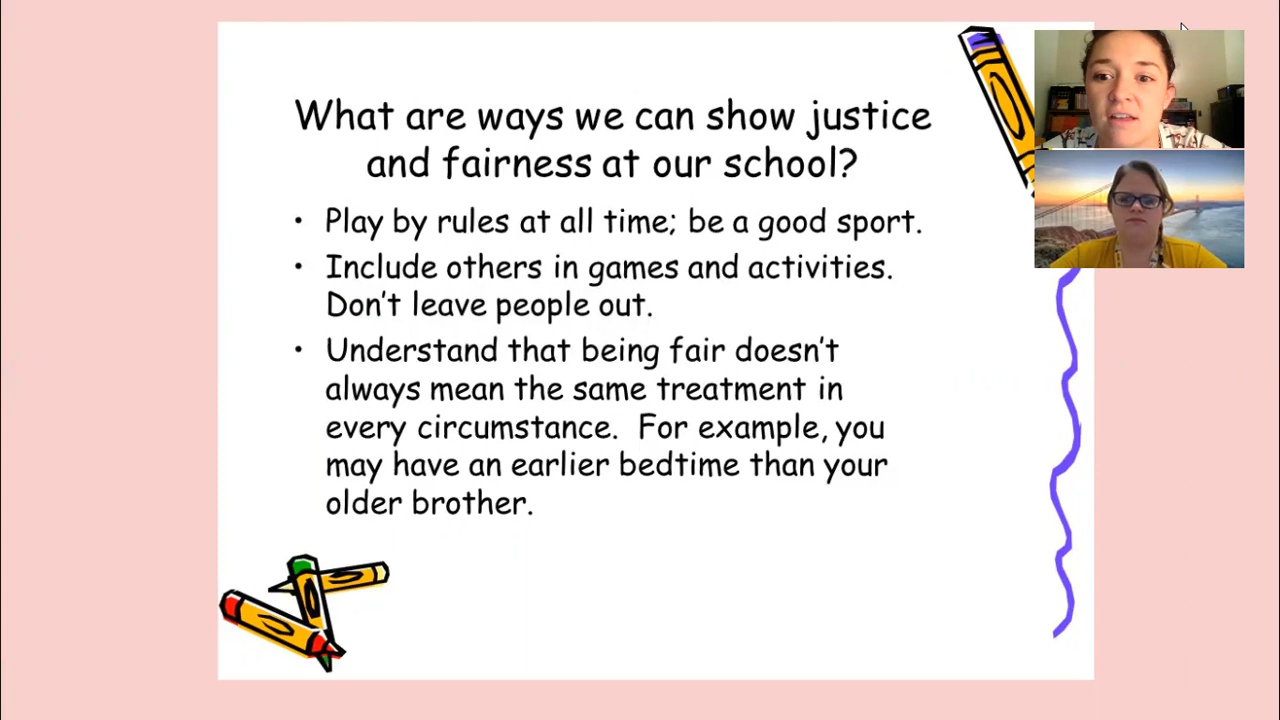 What are ways we can show justice
and fairness at our school?
• Play by rules at all time; be a good sport.
• Include others in games and activities.
Don't leave people out.
• Understand that being fair doesn't
always mean the same treatment in
every circumstance. For example, you
may have an earlier bedtime than your
older brother.